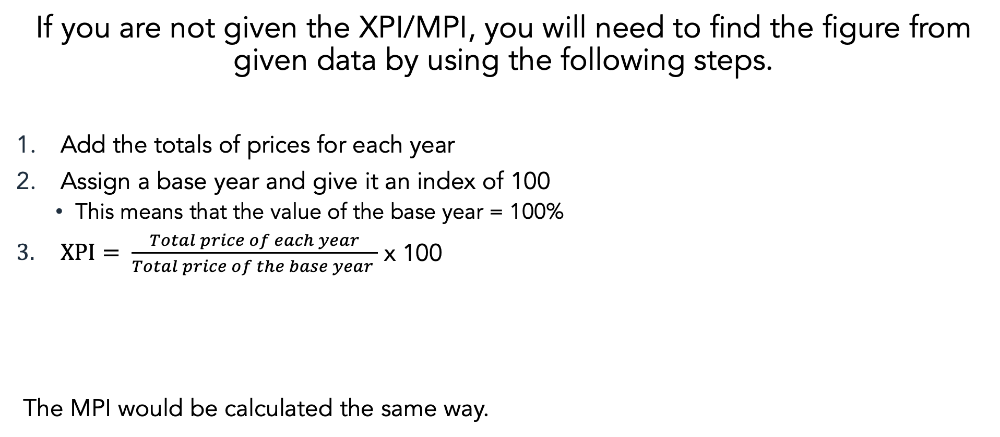 If you are not given the XPI/MPI, you will need to find the figure from
given data by using the following steps.
1. Add the totals of prices for each year
2. Assign a base year and give it an index of 100
• This means that the value of the base year = 100%
3. XPI = Total price of each year / Total price of the base year x 100
The MPI would be calculated the same way.